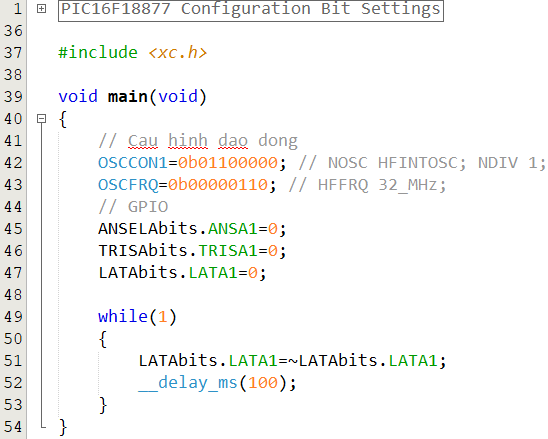 1 PIC16F18877 Configuration Bit Settings
36
37 #include <xc.h>
38
39 void main(void)
40 {
41 // Cau hinh dao dong
42 OSCCON1=0b01100000; // NOSC HFINTOSC; NDIV 1;
43 OSCFRQ=0b00000110; // HFFRQ 32_MHz;
44 // GPIO
45 ANSELAbits.ANSA1=0;
46 TRISAbits.TRISA1=0;
47 LATAbits.LATA1=0;
48
49 while(1)
50 {
51 LATAbits.LATA1=~LATAbits.LATA1;
52 __delay_ms(100);
53 }
54 }